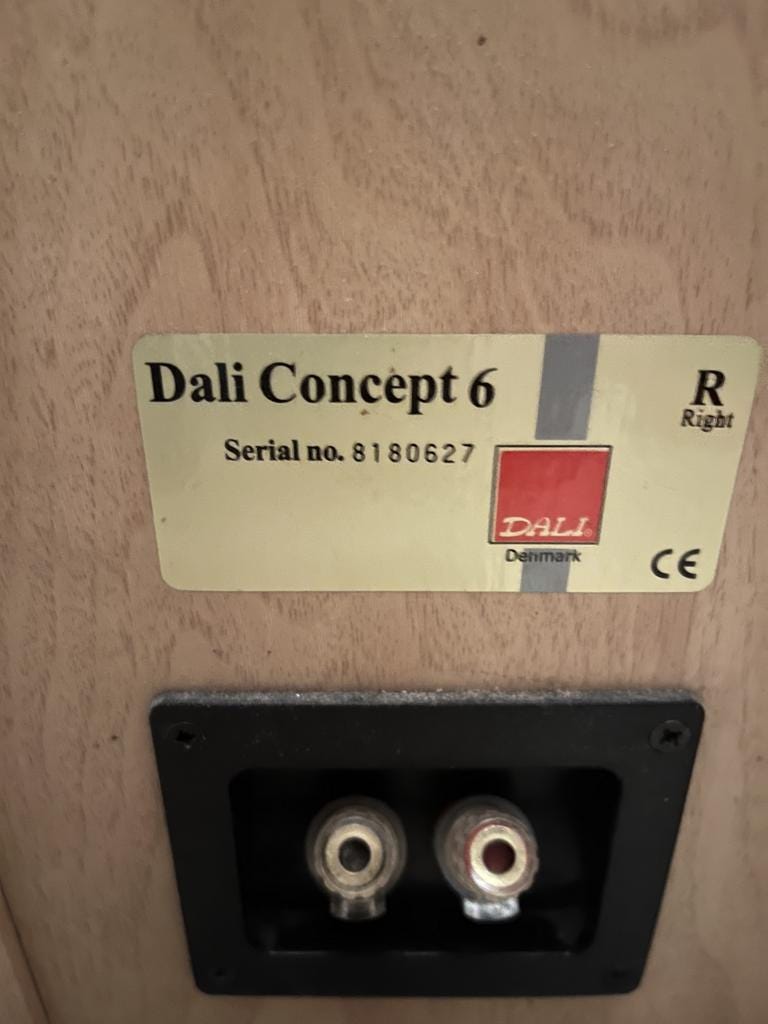 Dali Concept 6
R
Right
Serial no. 8180627
DALI®
Denmark
CE